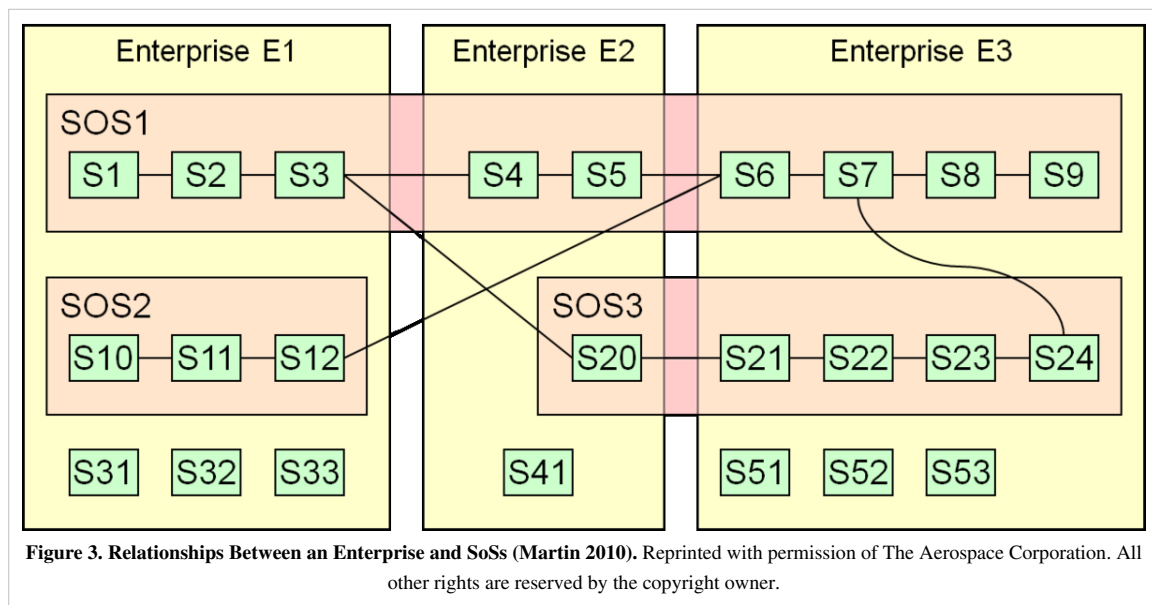 Enterprise E1 Enterprise E2 Enterprise E3
SOS1
S1 S2 S3 S4 S5 S6 S7 S8 S9
SOS2 SOS3
S10 S11 S12 S20 S21 S22 S23 S24
S31 S32 S33 S41 S51 S52 S53
Figure 3. Relationships Between an Enterprise and SoSs (Martin 2010). Reprinted with permission of The Aerospace Corporation. All
other rights are reserved by the copyright owner.